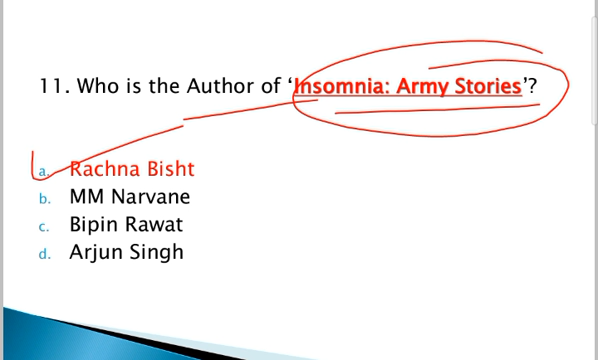 11. Who is the Author of ‘Insomnia: Army Stories’?
a. Rachna Bisht
b. MM Narvane
c. Bipin Rawat
d. Arjun Singh